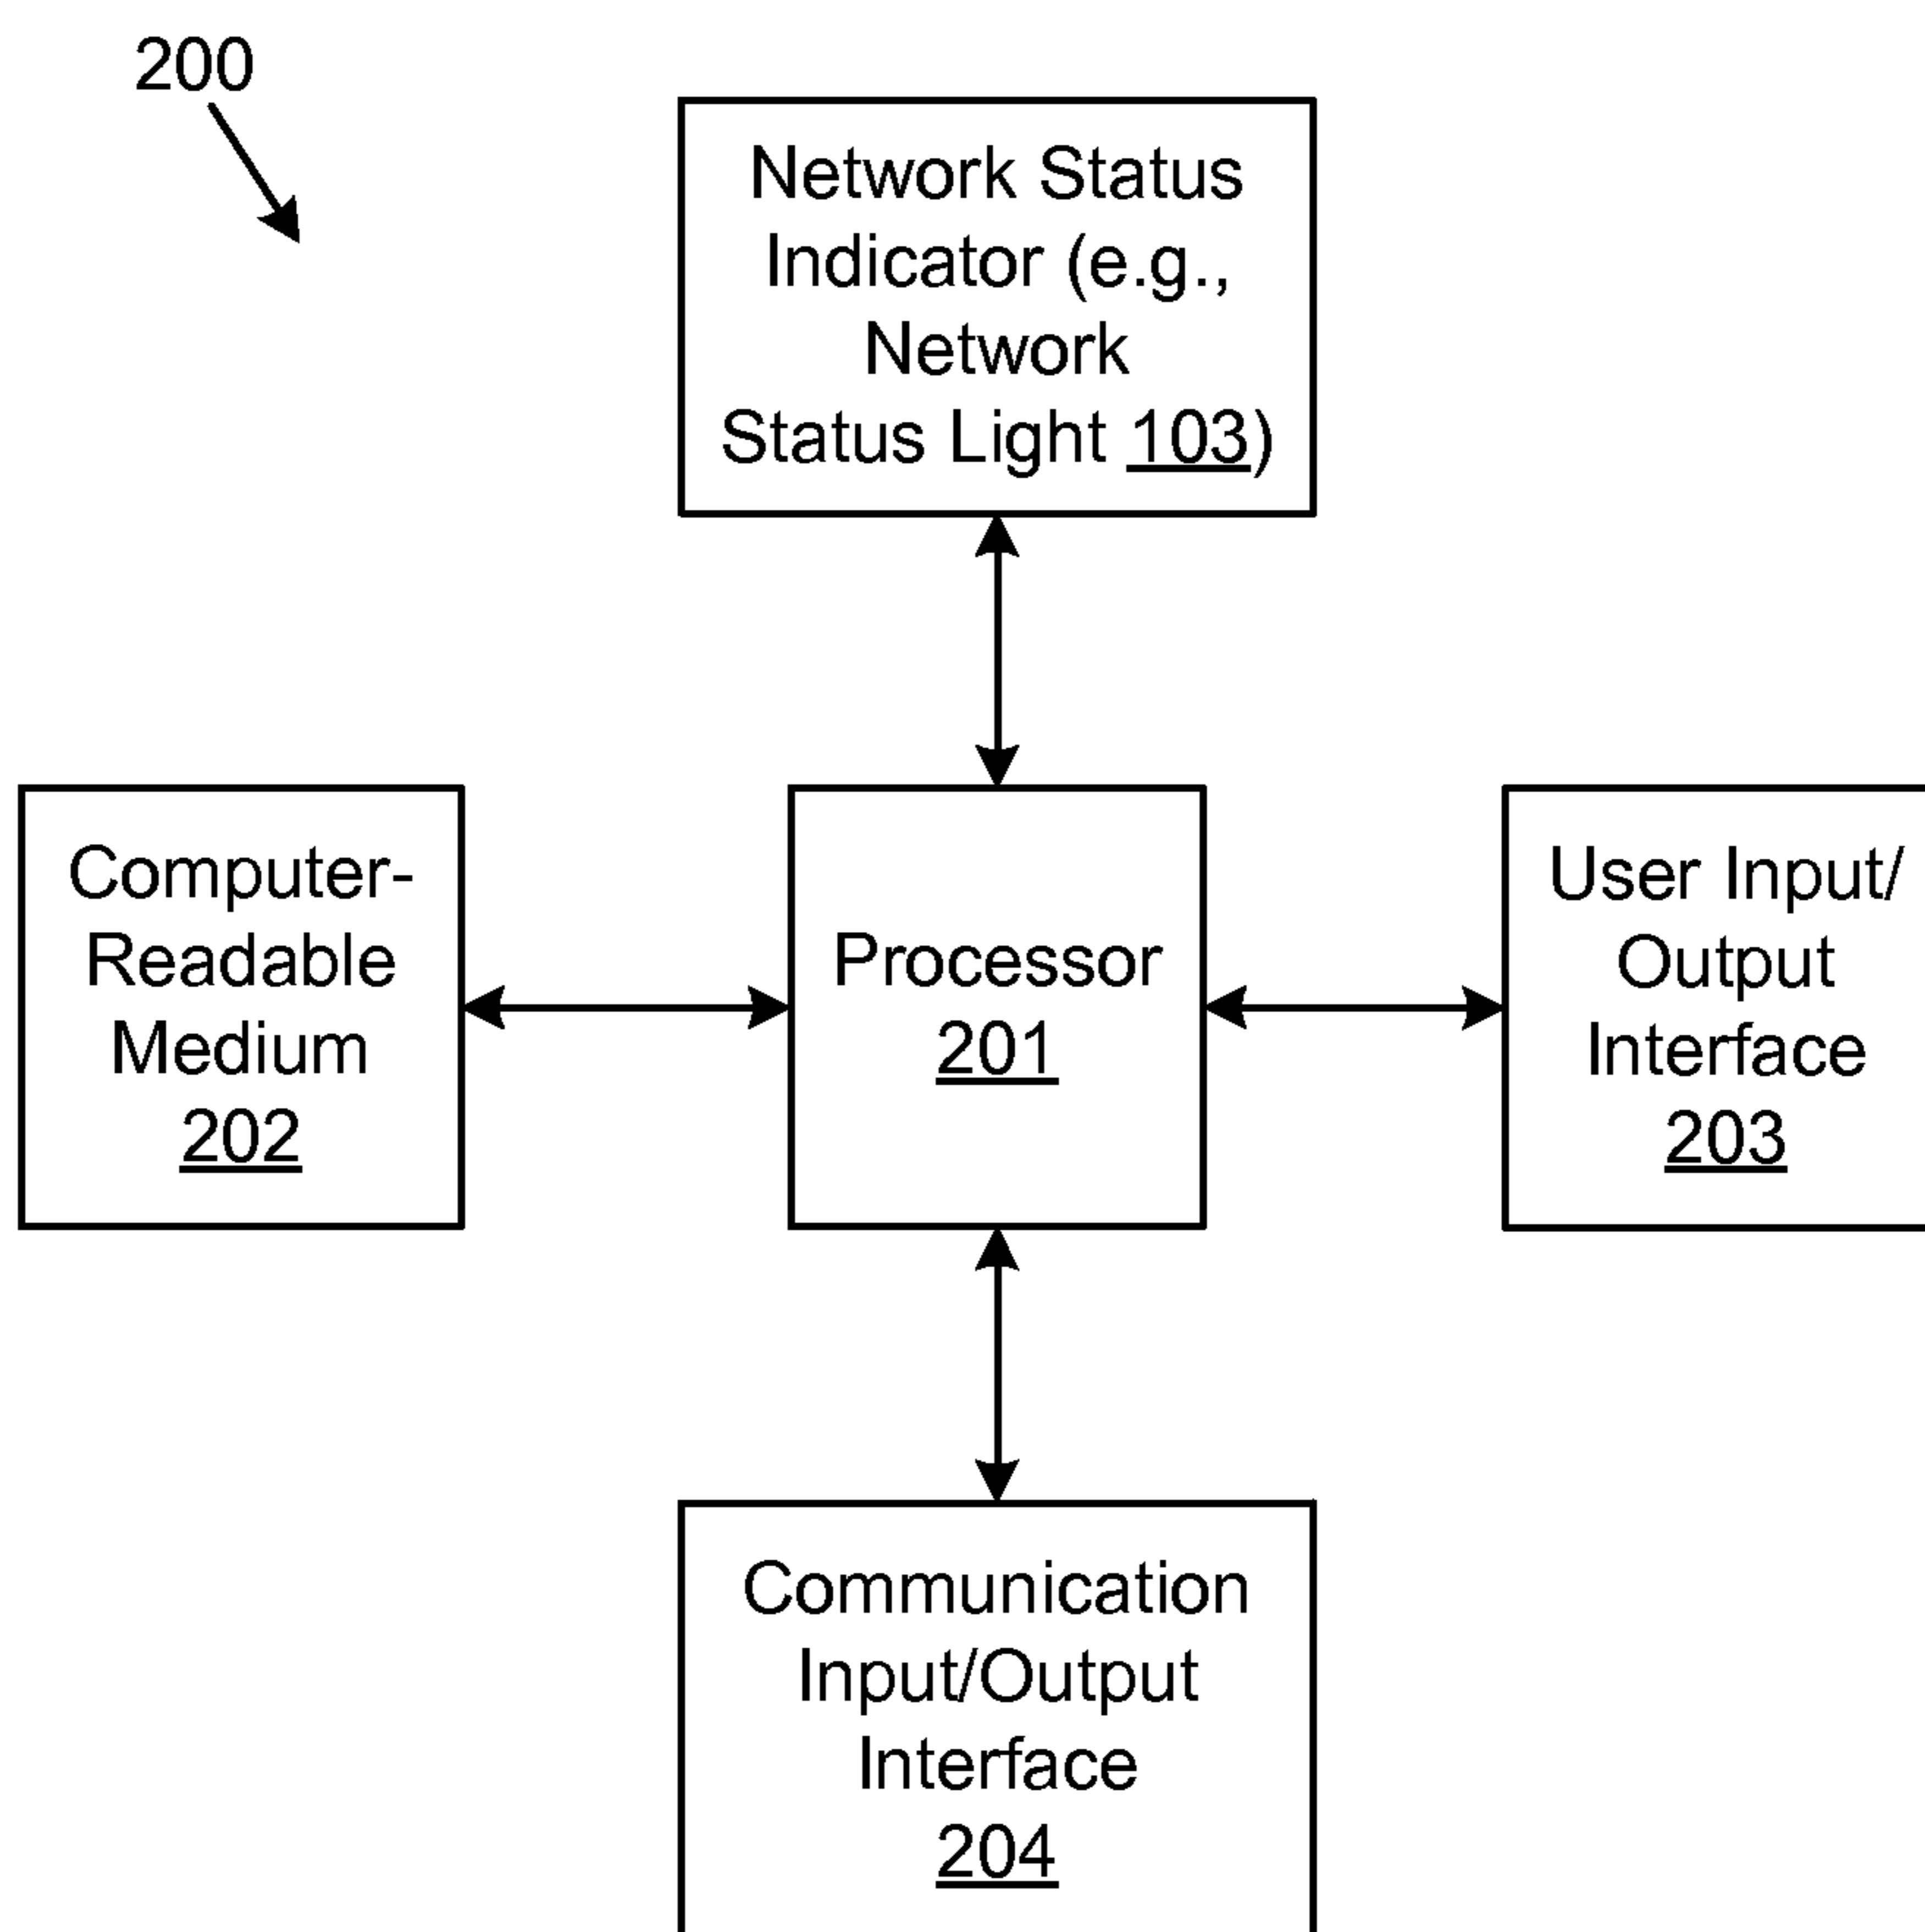 200
Network Status
Indicator (e.g.,
Network
Status Light 103)
Computer-
Readable
Medium
202
Processor
201
User Input/
Output
Interface
203
Communication
Input/Output
Interface
204